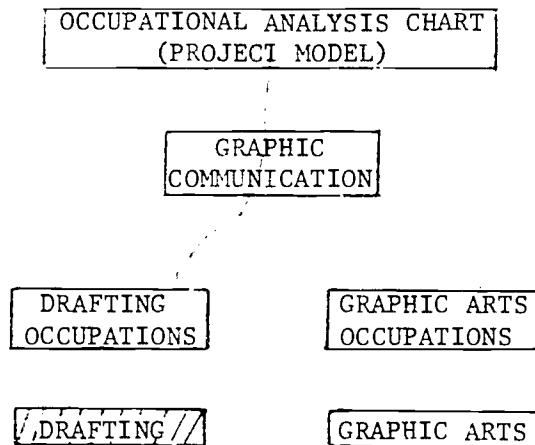 OCCUPATIONAL ANALYSIS CHART
(PROJECT MODEL)
GRAPHIC
COMMUNICATION
DRAFTING
OCCUPATIONS
GRAPHIC ARTS
OCCUPATIONS
DRAFTING
GRAPHIC ARTS